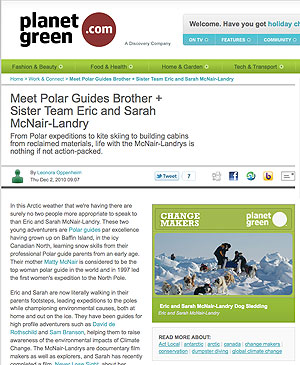 planet
green
.com
A Discovery Company
Welcome. Have you got holiday c
ON TV
FEATURES
COMMUNITY
Fashion & Beauty
Food & Health
Home & Garden
Tech & Transport
Home > Work & Connect > Meet Polar Guides Brother + Sister Team Eric and Sarah McNair-Landry
Meet Polar Guides Brother +
Sister Team Eric and Sarah
McNair-Landry
From Polar expeditions to kite skiing to building cabins
from reclaimed materials, life with the McNair-Landrys is
nothing if not action-packed.
By Leonora Oppenheim
Thu Dec 2, 2010 09:07
Tweet
7
In this Arctic weather that we're having there are
surely no two people more appropriate to speak to
than Eric and Sarah McNair-Landry. These two
young adventurers are Polar guides par excellence
having grown up on Baffin Island, in the icy
Canadian North, learning snow skills from their
professional Polar guide parents from an early age.
Their mother Matty McNair is considered to be the
top woman polar guide in the world and in 1997 led
the first women's expedition to the North Pole.
Eric and Sarah are now literally walking in their
parents footsteps, leading expeditions to the poles
while championing environmental causes, both at
home and out on the ice. They have been guides for
high profile adventurers such as David de
Rothschild and Sam Branson, helping them to raise
awareness of the environmental impacts of Climate
Change. The McNair-Landrys are documentary film
makers as well as explorers, and Sarah has recently
completed a film, Never Lose Sight, about her
CHANGE
MAKERS
planet
green
Eric and Sarah McNair-Landry Dog Sledding
Eric and Sarah McNair-Landry
READ MORE ABOUT:
Act Local | antarctic | arctic | canada | change makers |
conservation | dumpster diving | global climate change